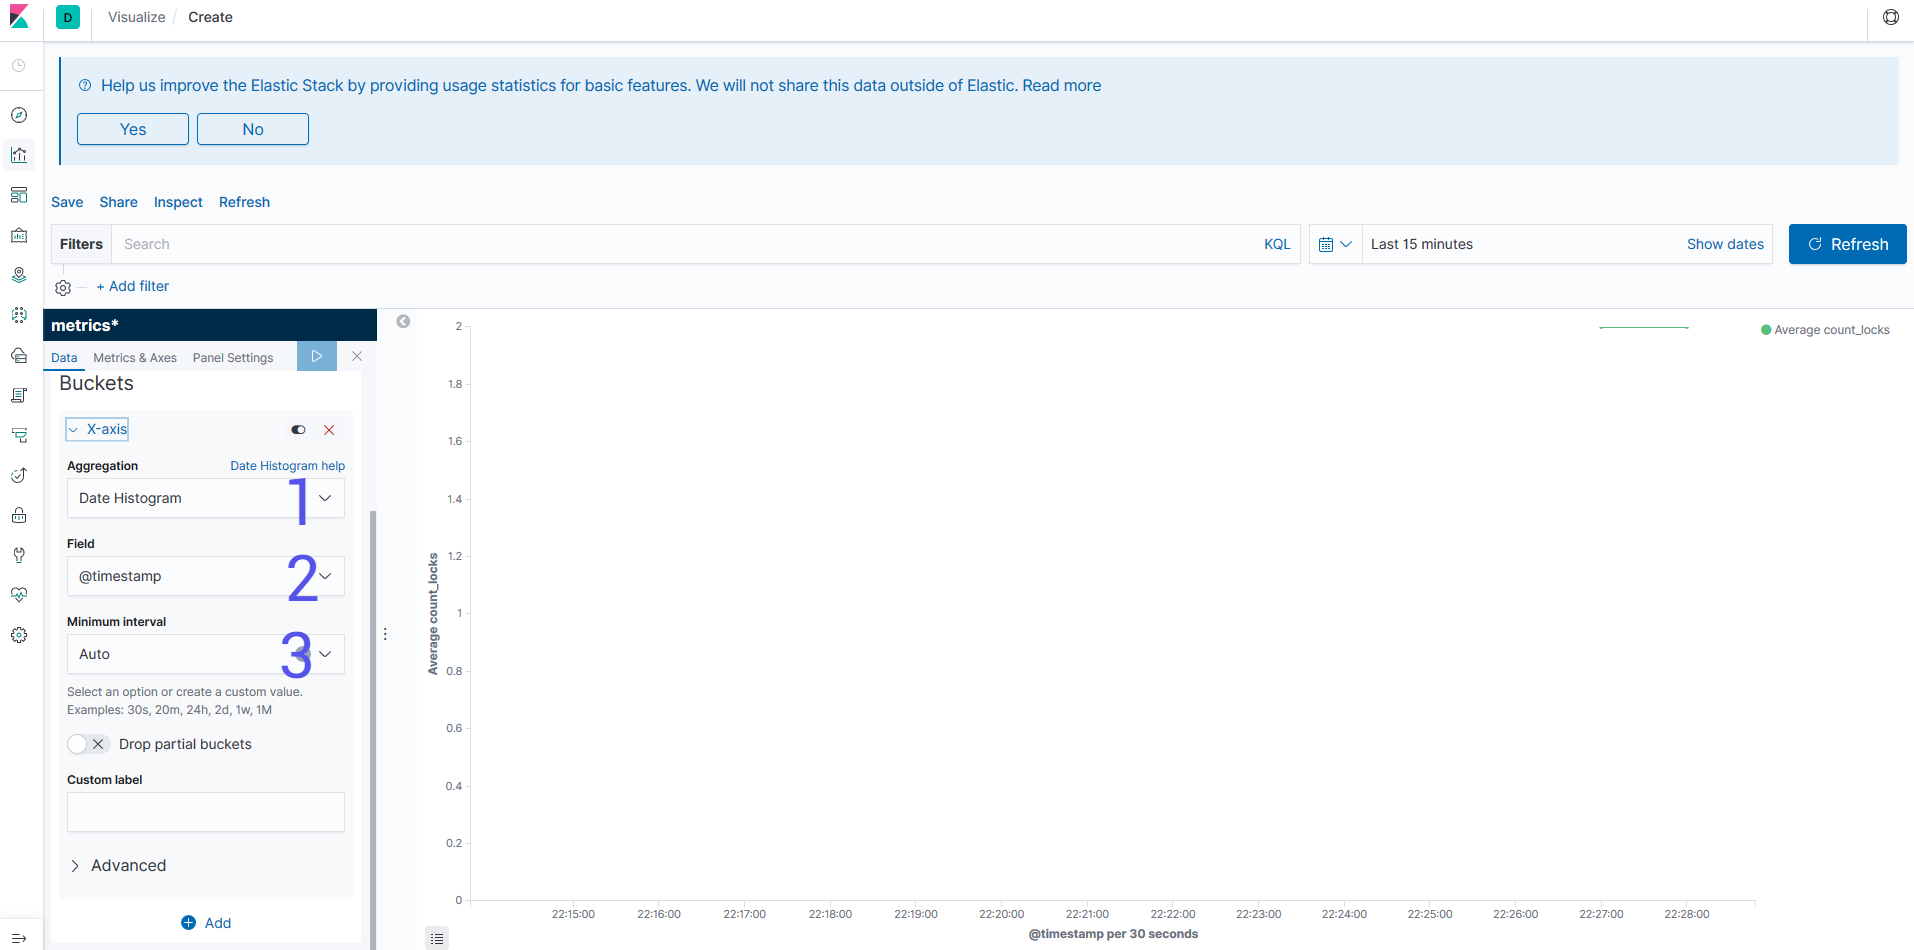 D Visualize / Create
Help us improve the Elastic Stack by providing usage statistics for basic features. We will not share this data outside of Elastic. Read more
Yes No
Save Share Inspect Refresh
Filters Search KQL Last 15 minutes Show dates Refresh
+ Add filter
metrics*
Data Metrics & Axes Panel Settings
Buckets
X-axis
Aggregation Date Histogram help
Date Histogram 1
Field
@timestamp 2
Minimum interval
Auto 3
Select an option or create a custom value.
Examples: 30s, 20m, 24h, 2d, 1w, 1M
Drop partial buckets
Custom label
Advanced
Add
Average count_locks
2
1.8
1.6
1.4
1.2
1
0.8
0.6
0.4
0.2
0
Average count_locks
22:15:00 22:16:00 22:17:00 22:18:00 22:19:00 22:20:00 22:21:00 22:22:00 22:23:00 22:24:00 22:25:00 22:26:00 22:27:00 22:28:00
@timestamp per 30 seconds